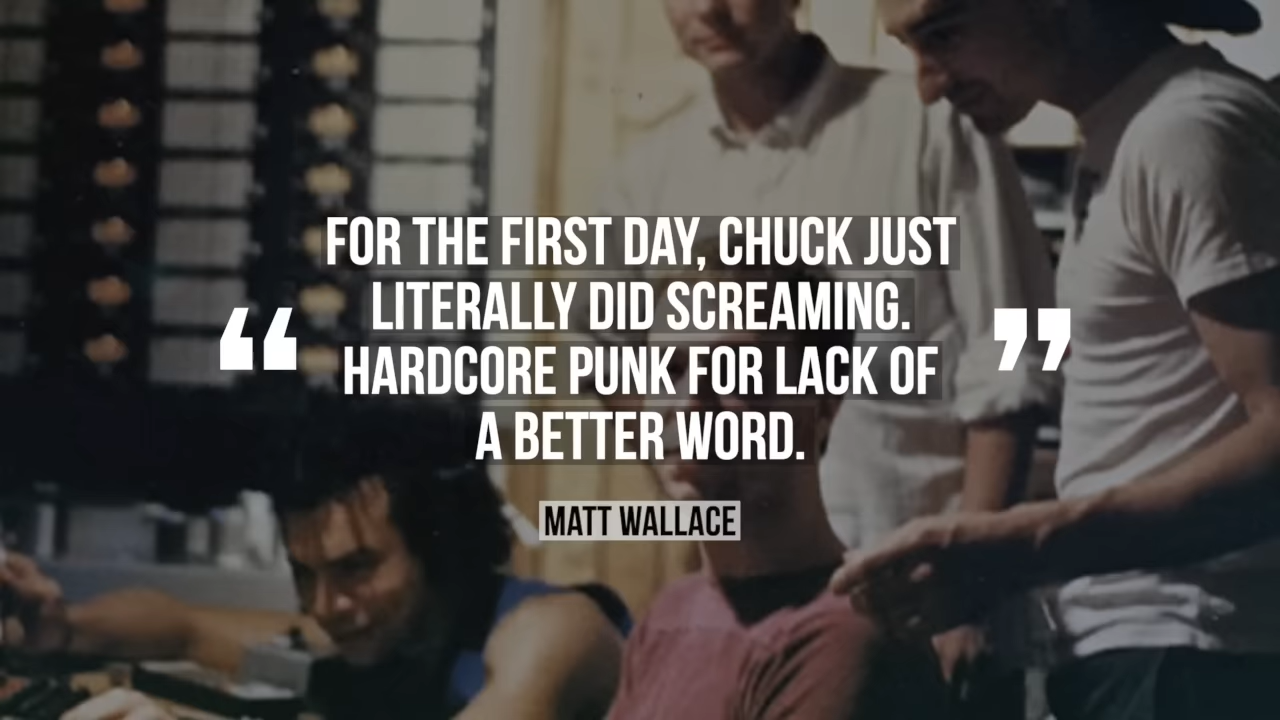 FOR THE FIRST DAY, CHUCK JUST
LITERALLY DID SCREAMING.
“ HARDCORE PUNK FOR LACK OF ”
A BETTER WORD.
MATT WALLACE